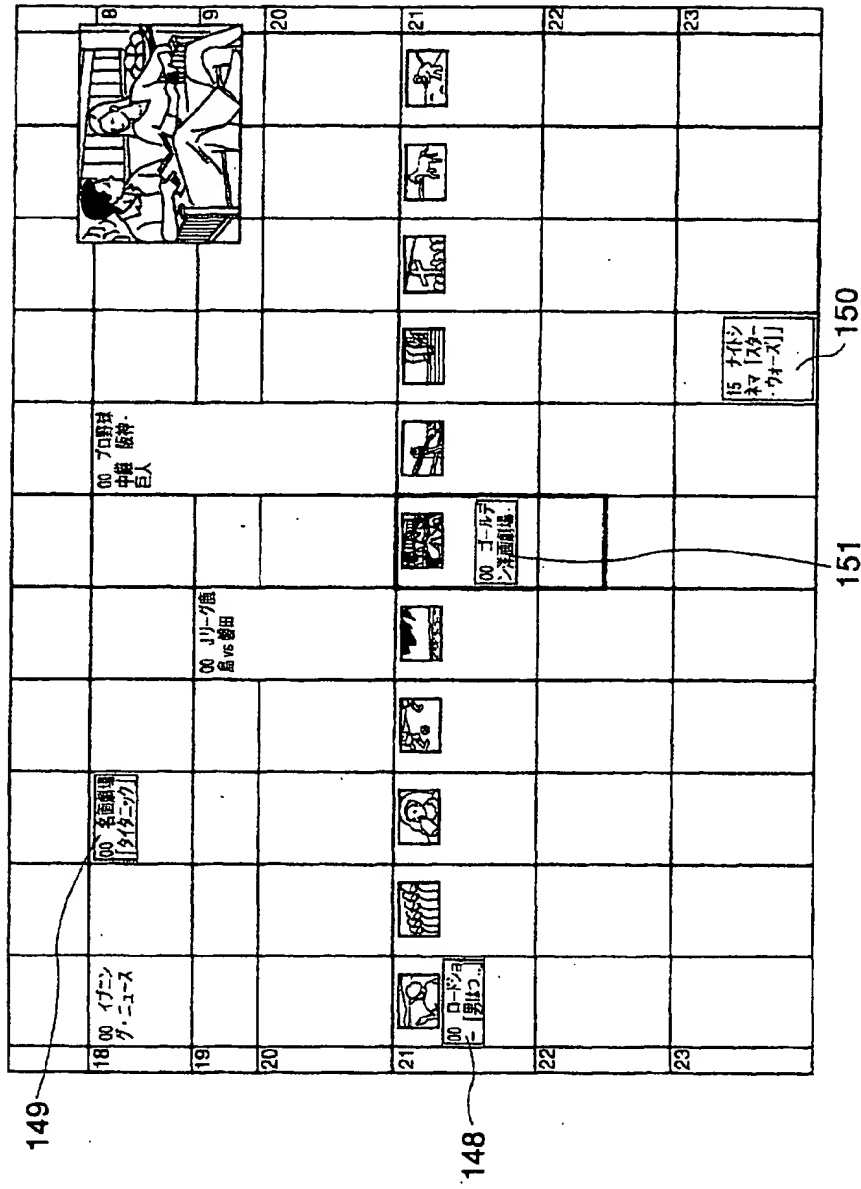 18
8
00 イブニン
グ・ニュース
00 名画劇場
「タイタニック」
00 プロ野球
中継 阪神-
巨人
19
9
00 Jリーグ鹿
島vs磐田
20
20
21
21
00 ロードショ
ー「男はつ...
00 ゴールデ
ン洋画劇場
22
22
23
23
15 ナイトシ
ネマ「スター
・ウォーズ」」
149
148
151
150